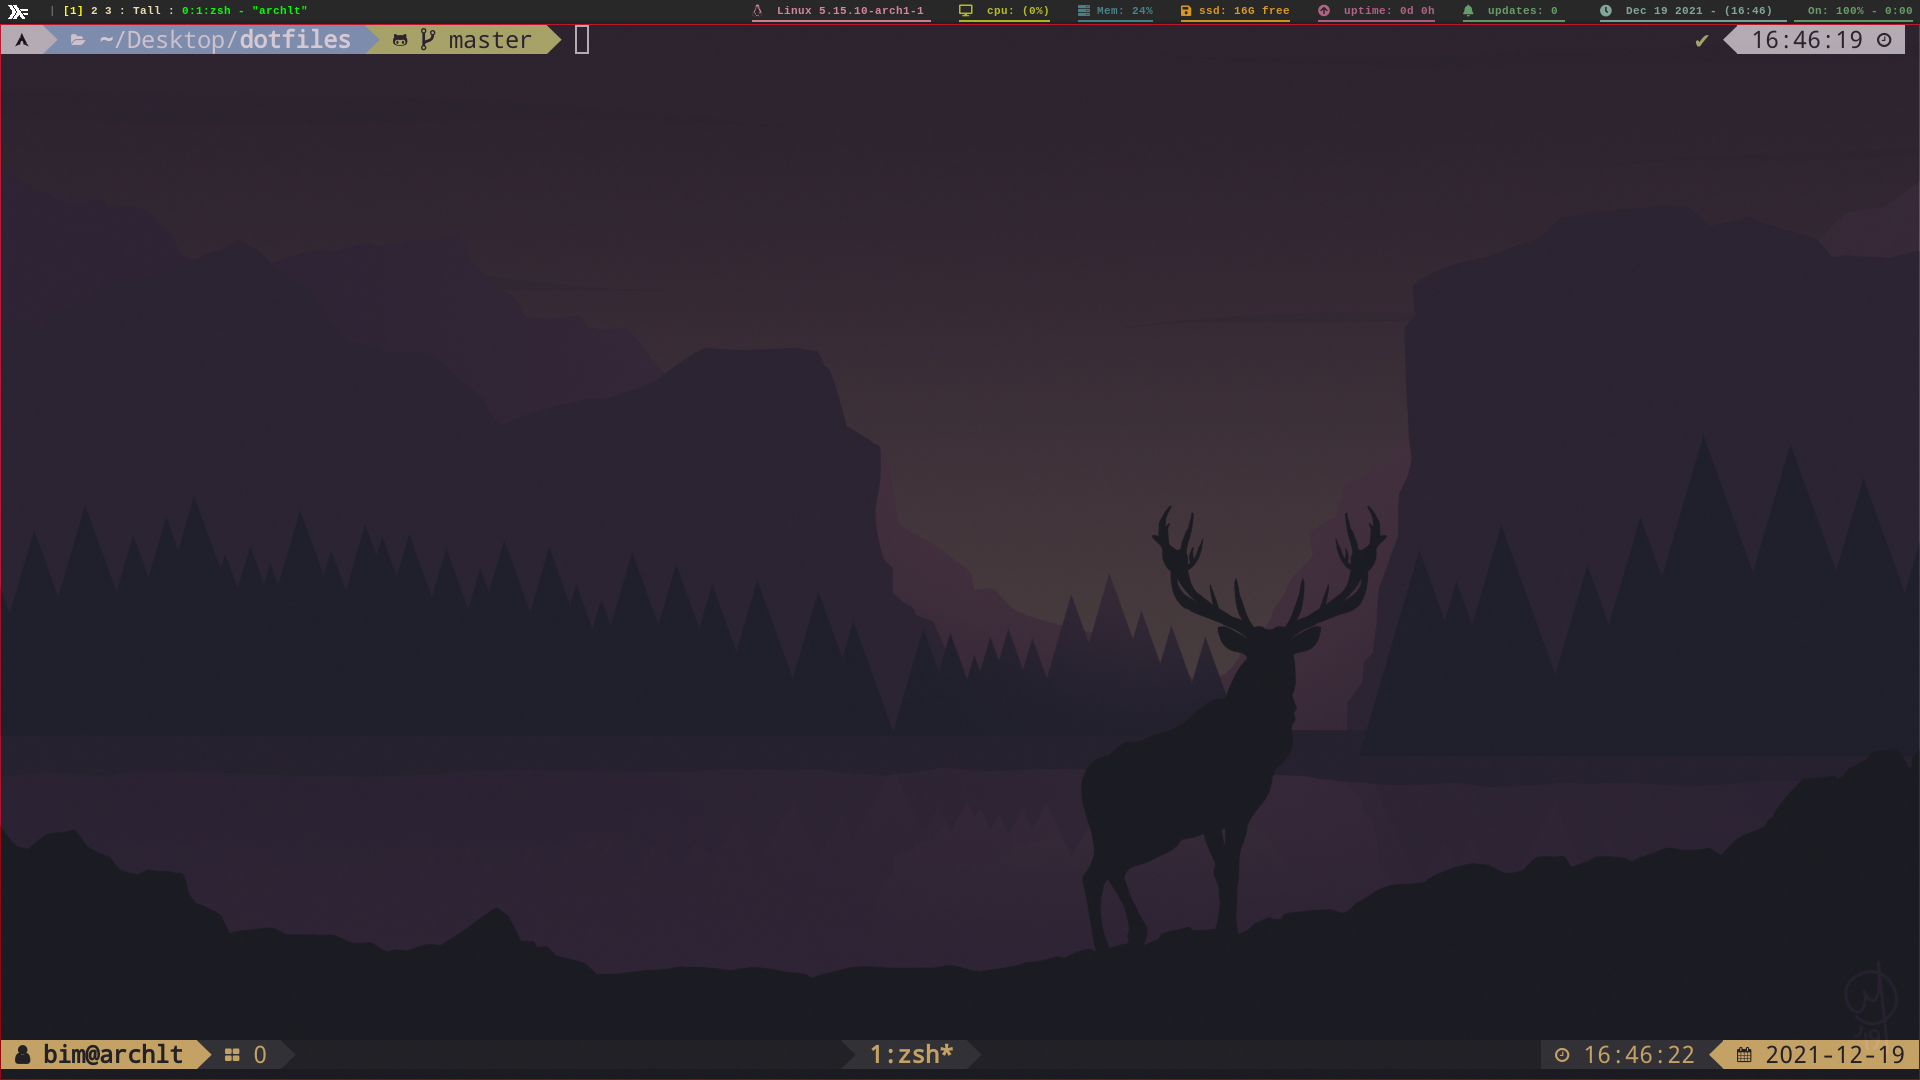 | [1] 2 3 : Tall : 0:1:zsh - "archlt" Linux 5.15.10-arch1-1 cpu: (0%) Mem: 24% ssd: 16G free uptime: 0d 0h updates: 0 Dec 19 2021 - (16:46) On: 100% - 0:00
~/Desktop/dotfiles master ✔ 16:46:19
bim@archlt 0 1:zsh* 16:46:22 2021-12-19